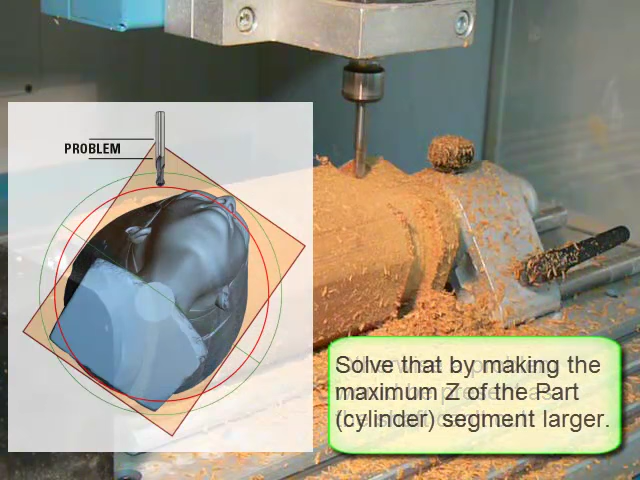 PROBLEM
Solve that by making the
maximum Z of the Part
(cylinder) segment larger.